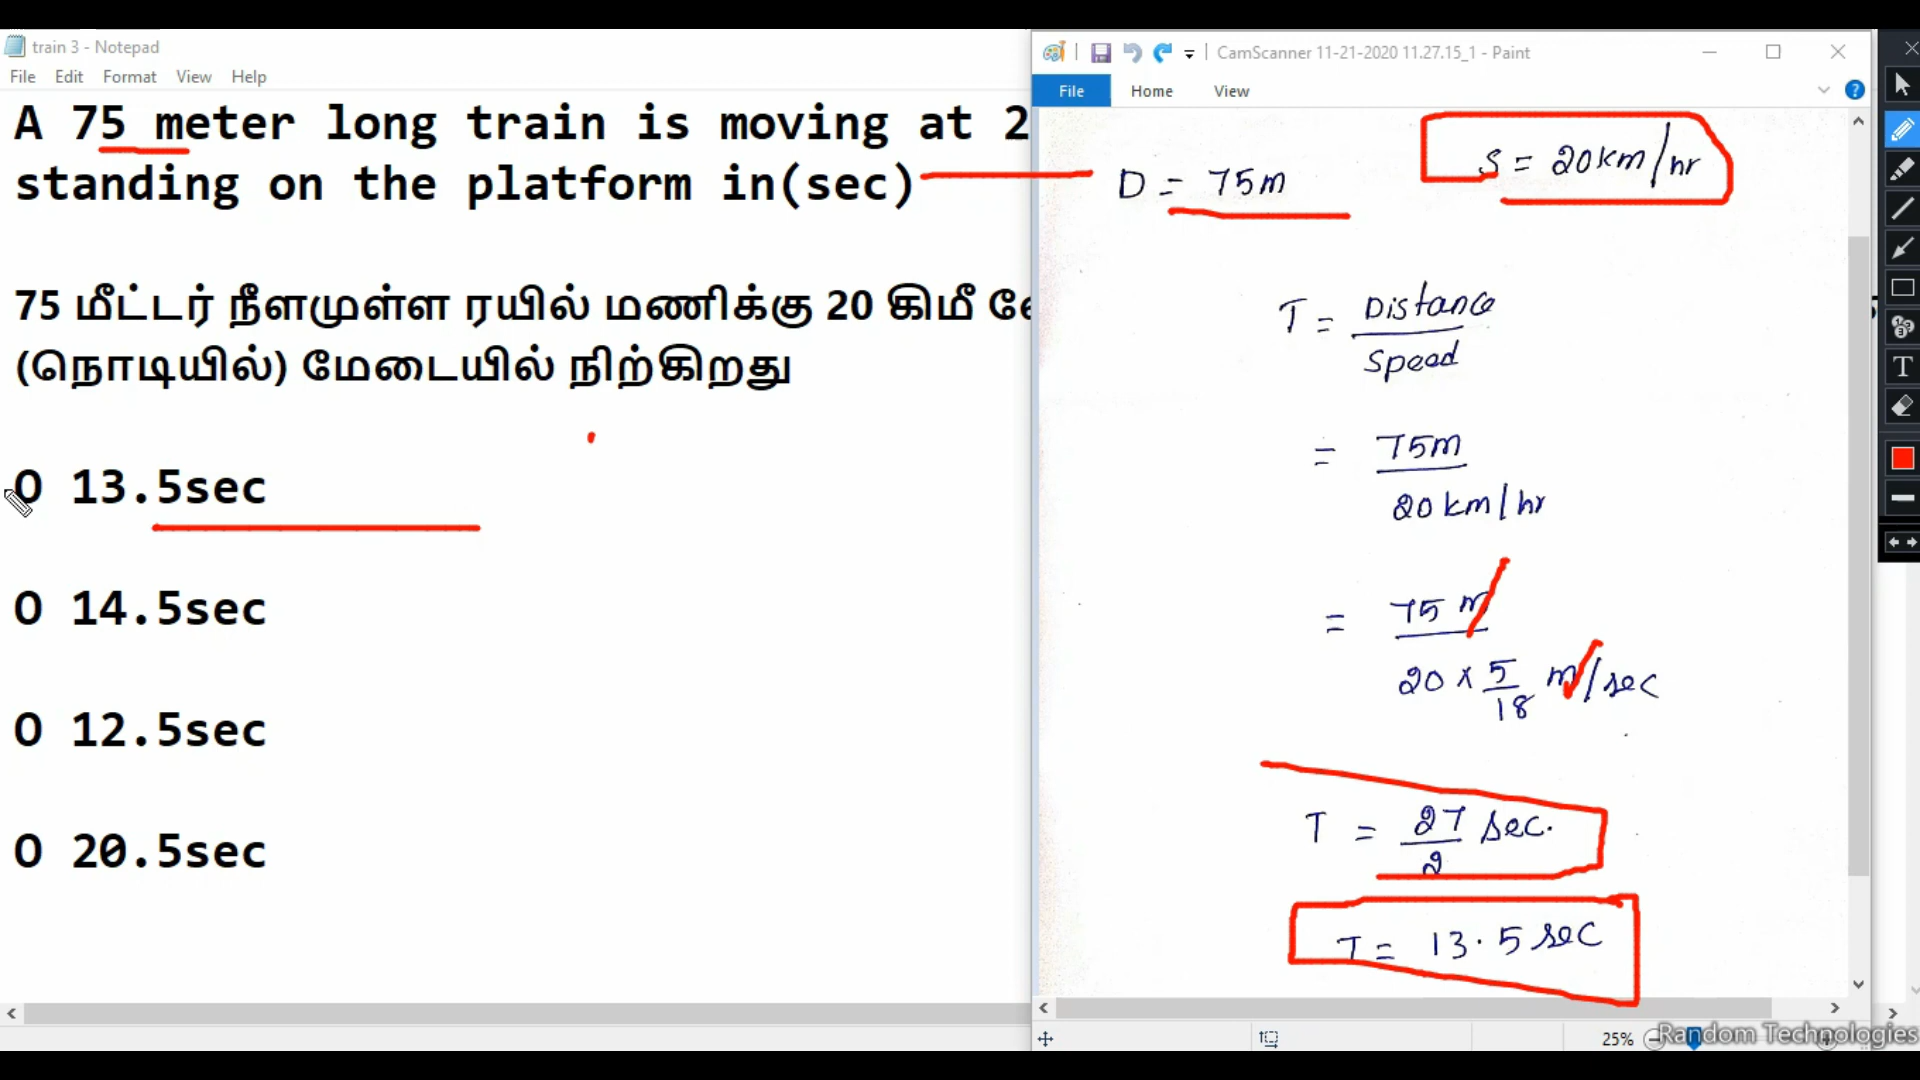 train 3 - Notepad
File Edit Format View Help
A 75 meter long train is moving at 2
standing on the platform in(sec)
75 மீட்டர் நீளமுள்ள ரயில் மணிக்கு 20 கிமீ
(நொடியில்) மேடையில் நிற்கிறது
O 13.5sec
O 14.5sec
O 12.5sec
O 20.5sec
CamScanner 11-21-2020 11.27.15_1 - Paint
File Home View
D = 75m
S = 20km/hr
T = Distance
Speed
= 75m
20 km/hr
= 75 m
20 x 5/18 m/sec
T = 27/2 sec.
T = 13.5 sec
25%
Random Technologies